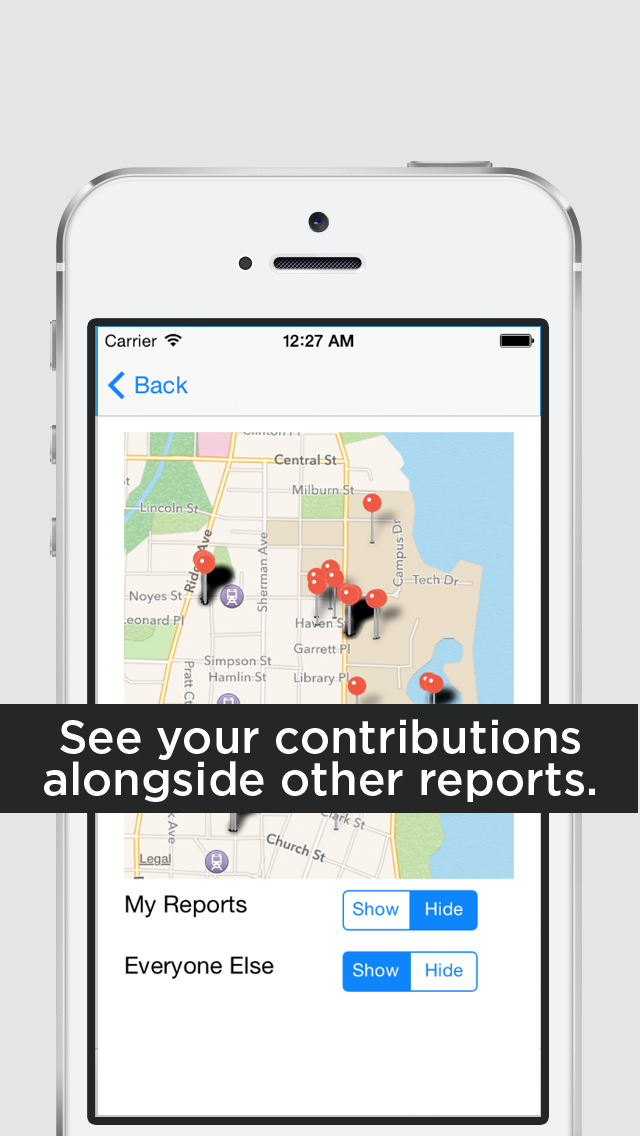 Carrier
12:27 AM
Back
Central St
Milburn St
Lincoln St
Campus Dr
Ridge Ave
Sherman Ave
Tech Dr
Noyes St
Leonard Pl
Haven St
Garrett Pl
Simpson St
Hamlin St
Library Pl
Pratt Ct
See your contributions
alongside other reports.
k Ave
Clark St
Church St
Legal
My Reports
Show
Hide
Everyone Else
Show
Hide